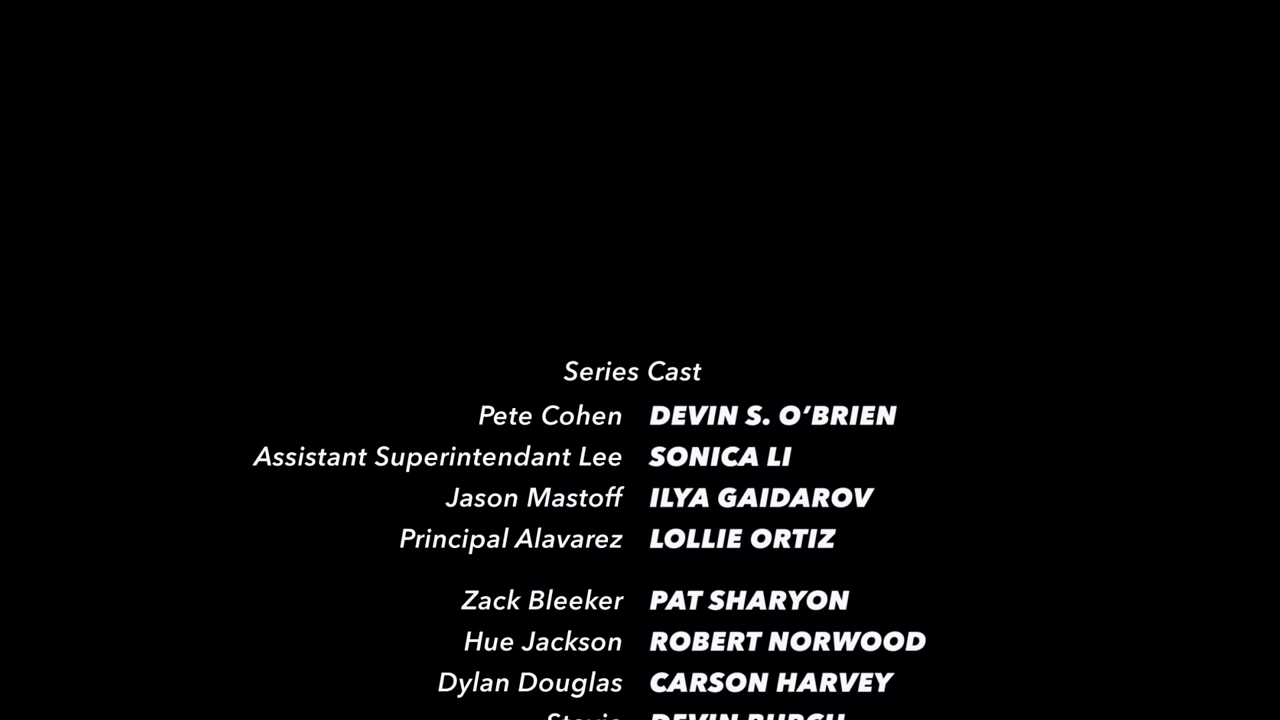 Series Cast
Pete Cohen DEVIN S. O’BRIEN
Assistant Superintendant Lee SONICA LI
Jason Mastoff ILYA GAIDAROV
Principal Alavarez LOLLIE ORTIZ
Zack Bleeker PAT SHARYON
Hue Jackson ROBERT NORWOOD
Dylan Douglas CARSON HARVEY